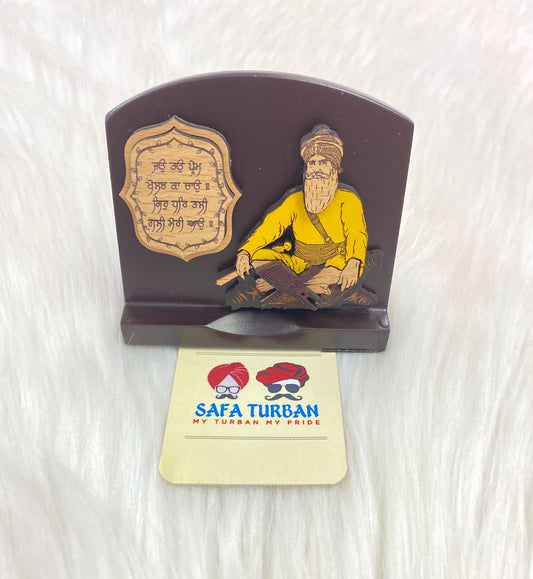 ਜਉ ਤਉ ਪ੍ਰੇਮ
ਖੇਲਣ ਕਾ ਚਾਉ ॥
ਸਿਰੁ ਧਰਿ ਤਲੀ
ਗਲੀ ਮੇਰੀ ਆਉ ॥
SAFA TURBAN
MY TURBAN MY PRIDE